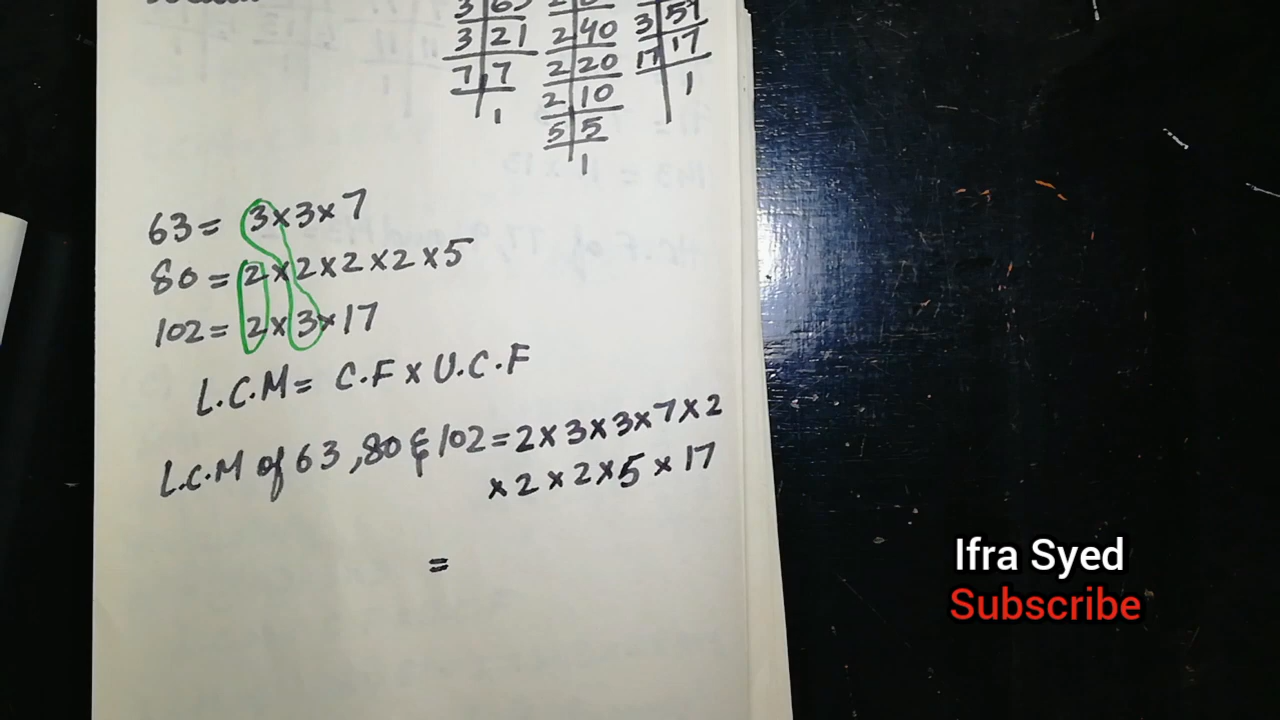 3 63
3 21
7 7
1
2 40
2 20
2 10
5 5
1
3 51
17 17
1
63 = 3 × 3 × 7
80 = 2 × 2 × 2 × 2 × 5
102 = 2 × 3 × 17
L.C.M = C.F × U.C.F
L.C.M of 63, 80 & 102 = 2 × 3 × 3 × 7 × 2
× 2 × 2 × 5 × 17
=
Ifra Syed
Subscribe